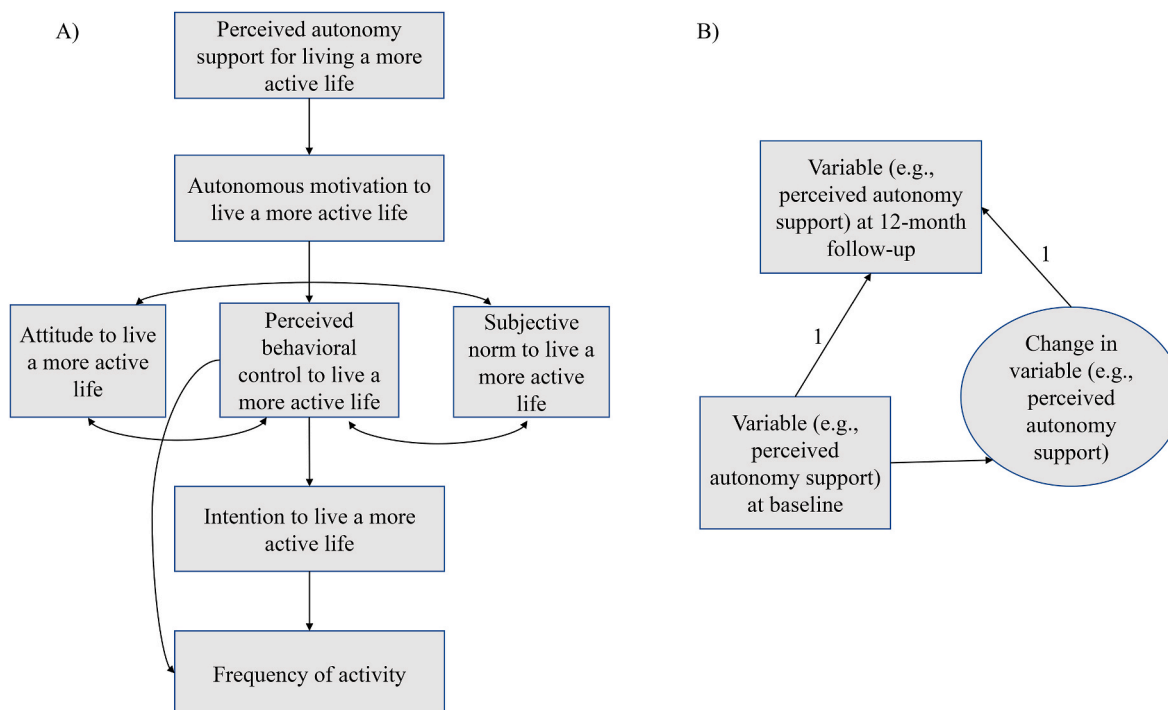 A)
Perceived autonomy
support for living a more
active life
Autonomous motivation to
live a more active life
Attitude to live
a more active
life
Perceived
behavioral
control to live a
more active life
Subjective
norm to live a
more active
life
Intention to live a more
active life
Frequency of activity
B)
Variable (e.g.,
perceived autonomy
support) at 12-month
follow-up
1
1
Variable (e.g.,
perceived
autonomy support)
at baseline
Change in
variable (e.g.,
perceived
autonomy
support)